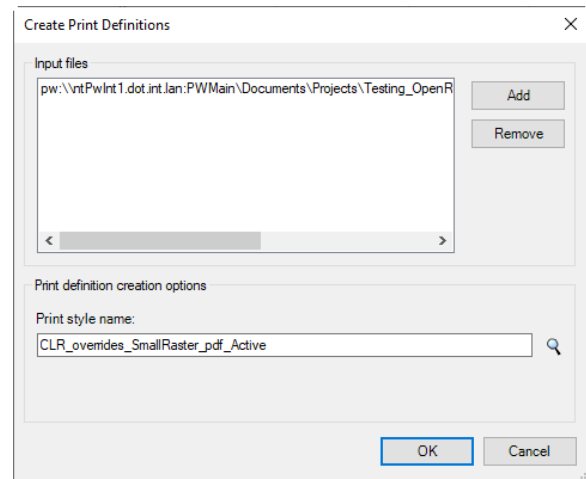 Create Print Definitions
Input files
pw:\\ntPwInt1.dot.int.lan:PWMain\Documents\Projects\Testing_OpenR
Add
Remove
Print definition creation options
Print style name:
CLR_overrides_SmallRaster_pdf_Active
OK
Cancel